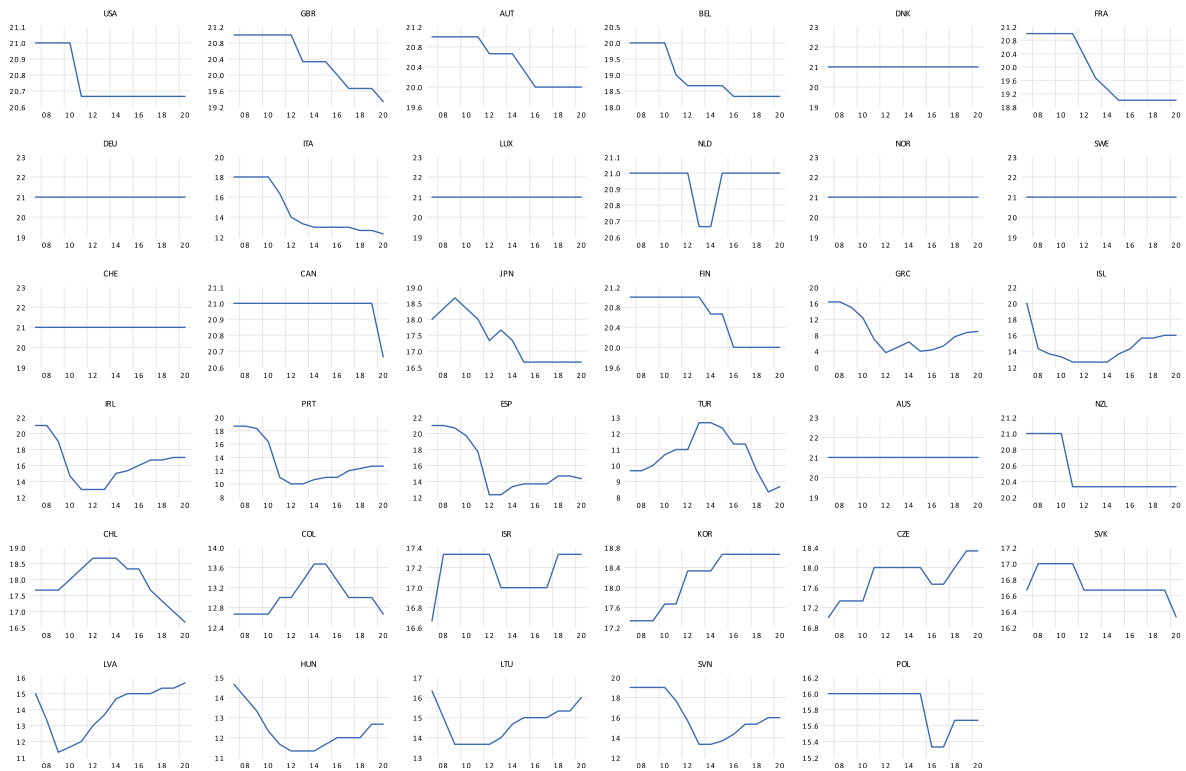 USA
21.1
21.0
20.9
20.8
20.7
20.6
08 10 12 14 16 18 20
GBR
21.2
20.8
20.4
20.0
19.6
19.2
08 10 12 14 16 18 20
AUT
21.2
20.8
20.4
20.0
19.6
08 10 12 14 16 18 20
BEL
20.5
20.0
19.5
19.0
18.5
18.0
08 10 12 14 16 18 20
DNK
23
22
21
20
19
08 10 12 14 16 18 20
FRA
21.2
20.8
20.4
20.0
19.6
19.2
18.8
08 10 12 14 16 18 20
DEU
23
22
21
20
19
08 10 12 14 16 18 20
ITA
20
18
16
14
12
08 10 12 14 16 18 20
LUX
23
22
21
20
19
08 10 12 14 16 18 20
NLD
21.1
21.0
20.9
20.8
20.7
20.6
08 10 12 14 16 18 20
NOR
23
22
21
20
19
08 10 12 14 16 18 20
SWE
23
22
21
20
19
08 10 12 14 16 18 20
CHE
23
22
21
20
19
08 10 12 14 16 18 20
CAN
21.1
21.0
20.9
20.8
20.7
20.6
08 10 12 14 16 18 20
JPN
19.0
18.5
18.0
17.5
17.0
16.5
08 10 12 14 16 18 20
FIN
21.2
20.8
20.4
20.0
19.6
08 10 12 14 16 18 20
GRC
20
16
12
8
4
0
08 10 12 14 16 18 20
ISL
22
20
18
16
14
12
08 10 12 14 16 18 20
IRL
22
20
18
16
14
12
08 10 12 14 16 18 20
PRT
20
18
16
14
12
10
8
08 10 12 14 16 18 20
ESP
22
20
18
16
14
12
08 10 12 14 16 18 20
TUR
13
12
11
10
9
8
08 10 12 14 16 18 20
AUS
23
22
21
20
19
08 10 12 14 16 18 20
NZL
21.2
21.0
20.8
20.6
20.4
20.2
08 10 12 14 16 18 20
CHL
19.0
18.5
18.0
17.5
17.0
16.5
08 10 12 14 16 18 20
COL
14.0
13.6
13.2
12.8
12.4
08 10 12 14 16 18 20
ISR
17.4
17.2
17.0
16.8
16.6
08 10 12 14 16 18 20
KOR
18.8
18.4
18.0
17.6
17.2
08 10 12 14 16 18 20
CZE
18.4
18.0
17.6
17.2
16.8
08 10 12 14 16 18 20
SVK
17.2
17.0
16.8
16.6
16.4
16.2
08 10 12 14 16 18 20
LVA
16
15
14
13
12
11
08 10 12 14 16 18 20
HUN
15
14
13
12
11
08 10 12 14 16 18 20
LTU
17
16
15
14
13
08 10 12 14 16 18 20
SVN
20
18
16
14
12
08 10 12 14 16 18 20
POL
16.2
16.0
15.8
15.6
15.4
15.2
08 10 12 14 16 18 20